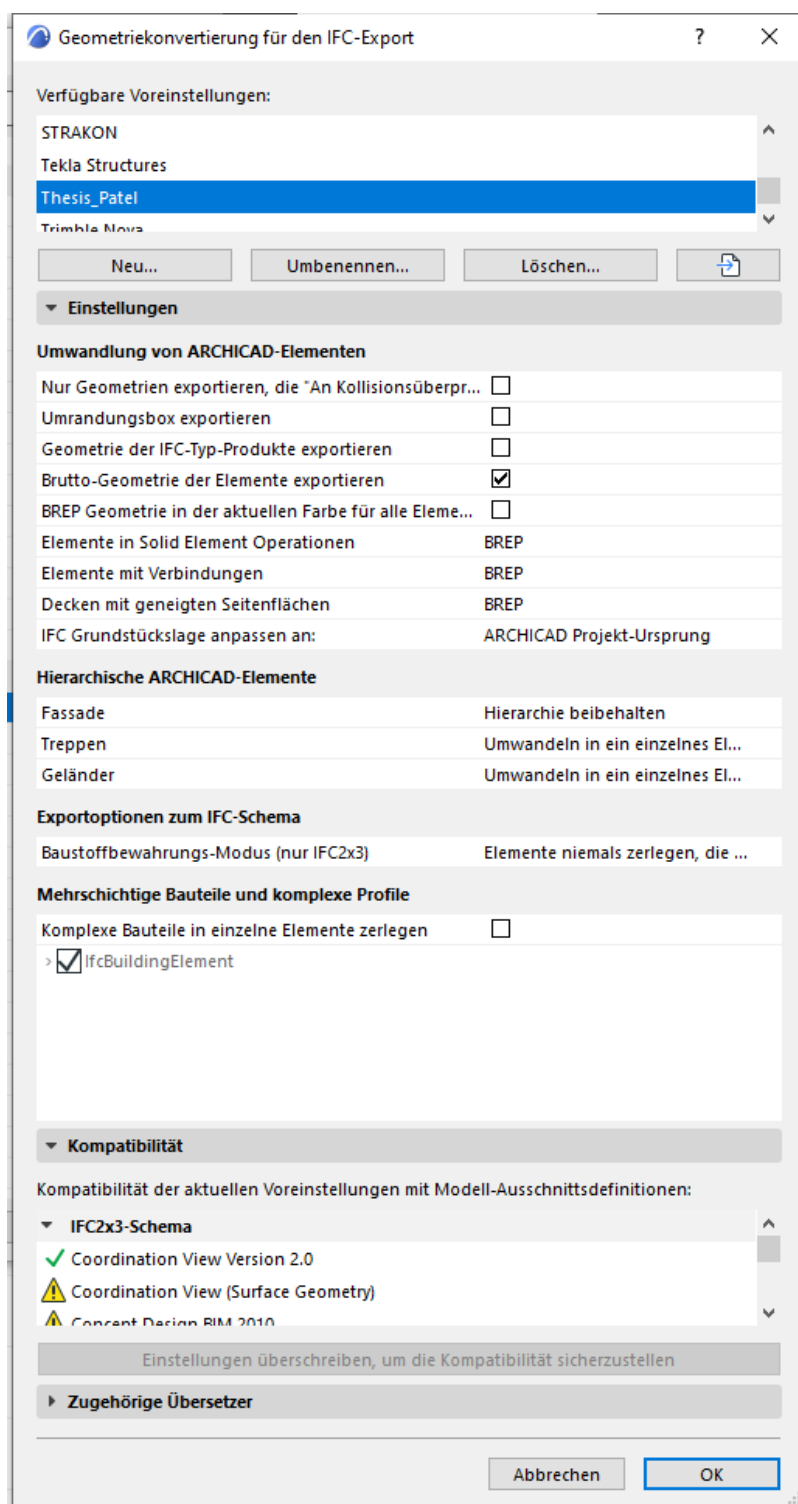 Geometriekonvertierung für den IFC-Export ?
Verfügbare Voreinstellungen:
STRAKON
Tekla Structures
Thesis_Patel
Trimble Nova
Neu... Umbenennen... Löschen...
Einstellungen
Umwandlung von ARCHICAD-Elementen
Nur Geometrien exportieren, die "An Kollisionsüberpr...
Umrandungsbox exportieren
Geometrie der IFC-Typ-Produkte exportieren
Brutto-Geometrie der Elemente exportieren
BREP Geometrie in der aktuellen Farbe für alle Eleme...
Elemente in Solid Element Operationen BREP
Elemente mit Verbindungen BREP
Decken mit geneigten Seitenflächen BREP
IFC Grundstückslage anpassen an: ARCHICAD Projekt-Ursprung
Hierarchische ARCHICAD-Elemente
Fassade Hierarchie beibehalten
Treppen Umwandeln in ein einzelnes El...
Geländer Umwandeln in ein einzelnes El...
Exportoptionen zum IFC-Schema
Baustoffbewahrungs-Modus (nur IFC2x3) Elemente niemals zerlegen, die ...
Mehrschichtige Bauteile und komplexe Profile
Komplexe Bauteile in einzelne Elemente zerlegen
IfcBuildingElement
Kompatibilität
Kompatibilität der aktuellen Voreinstellungen mit Modell-Ausschnittsdefinitionen:
IFC2x3-Schema
Coordination View Version 2.0
Coordination View (Surface Geometry)
Concept Design BIM 2010
Einstellungen überschreiben, um die Kompatibilität sicherzustellen
Zugehörige Übersetzer
Abbrechen OK